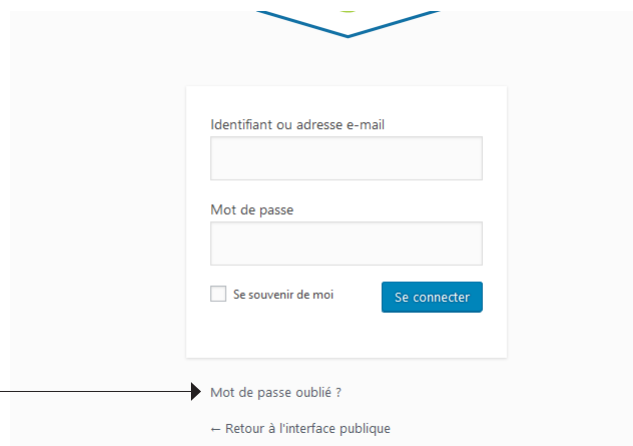 Identifiant ou adresse e-mail
Mot de passe
Se souvenir de moi
Se connecter
Mot de passe oublié ?
← Retour à l'interface publique